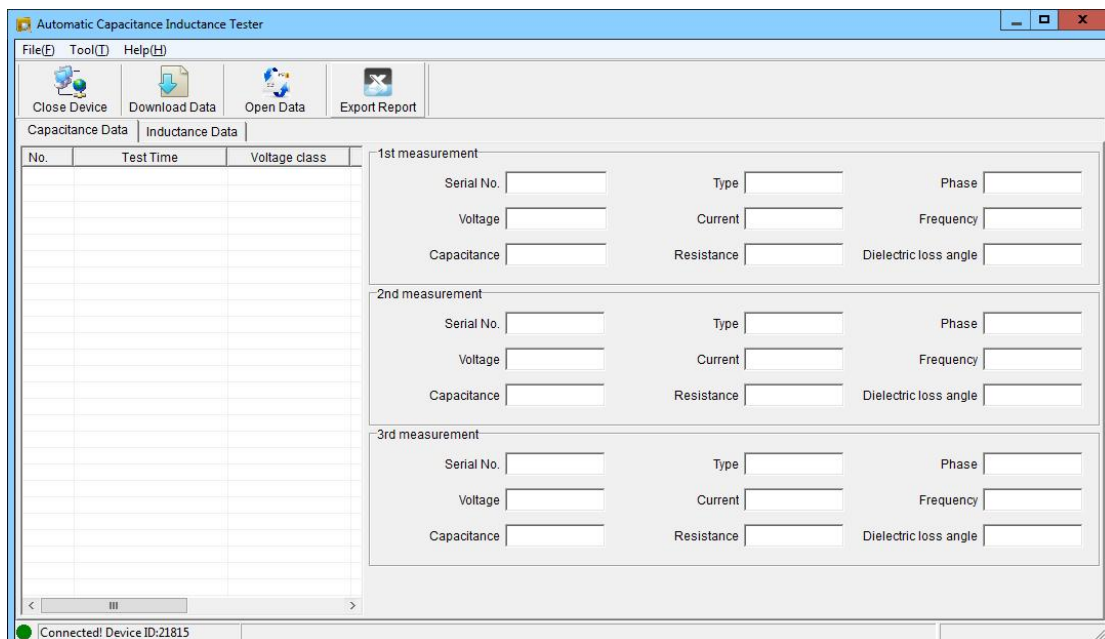 Automatic Capacitance Inductance Tester
File(F) Tool(T) Help(H)
Close Device Download Data Open Data Export Report
Capacitance Data Inductance Data
No. Test Time Voltage class
1st measurement
Serial No. Type Phase
Voltage Current Frequency
Capacitance Resistance Dielectric loss angle
2nd measurement
Serial No. Type Phase
Voltage Current Frequency
Capacitance Resistance Dielectric loss angle
3rd measurement
Serial No. Type Phase
Voltage Current Frequency
Capacitance Resistance Dielectric loss angle
Connected! Device ID:21815